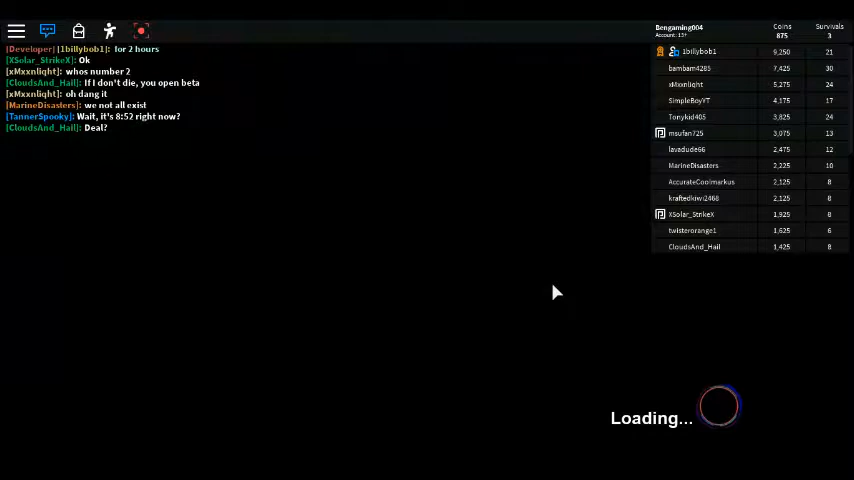 Bengaming004 Coins Survivals
Account: 13+ 875 3
[Developer] [1billybob1]: for 2 hours
[XSolar_StrikeX]: Ok
[xMxxnlight]: whos number 2
[CloudsAnd_Hail]: If I don't die, you open beta
[xMxxnlight]: oh dang it
[MarineDisasters]: we not all exist
[TannerSpooky]: Wait, it's 8:52 right now?
[CloudsAnd_Hail]: Deal?
1billybob1 9,250 21
bambam4285 7,425 30
xMxxnlight 5,275 24
SimpleBoyYT 4,175 17
Tonykid405 3,825 24
msufan725 3,075 13
lavadude66 2,475 12
MarineDisasters 2,225 10
AccurateCoolmarkus 2,125 8
kraftedkiwi2468 2,125 8
XSolar_StrikeX 1,925 8
twisterorange1 1,625 6
CloudsAnd_Hail 1,425 8
Loading...